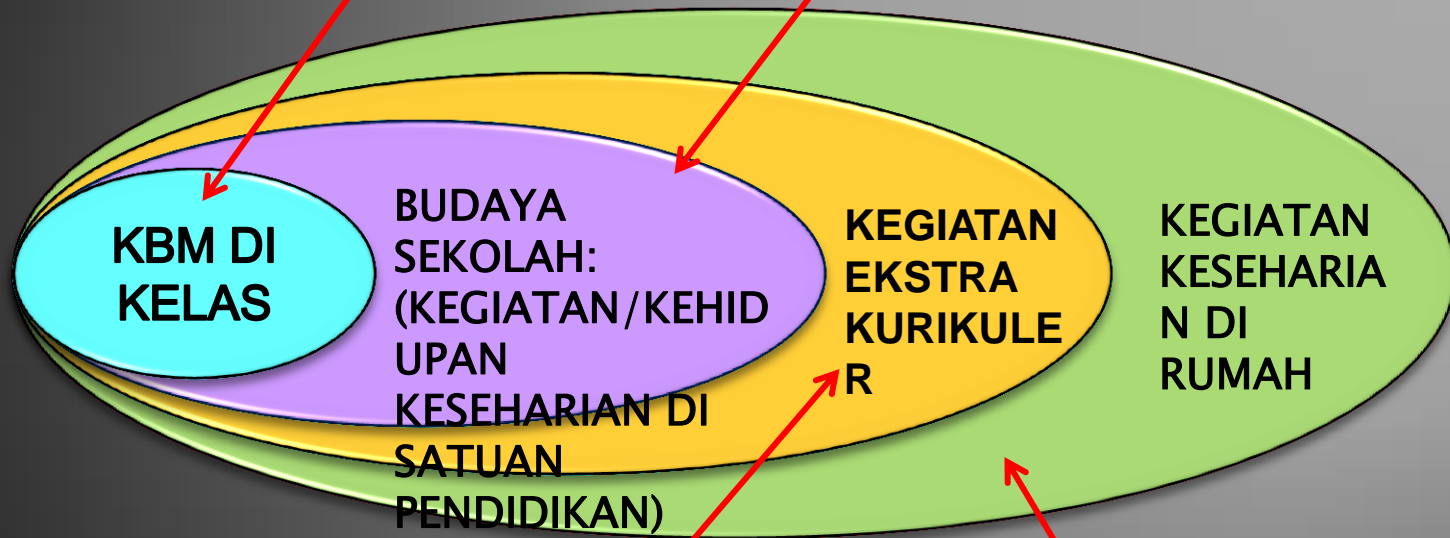 KBM DI
KELAS
BUDAYA
SEKOLAH:
(KEGIATAN/KEHID
UPAN
KESEHARIAN DI
SATUAN
PENDIDIKAN)
KEGIATAN
EKSTRA
KURIKULE
R
KEGIATAN
KESEHARIA
N DI
RUMAH